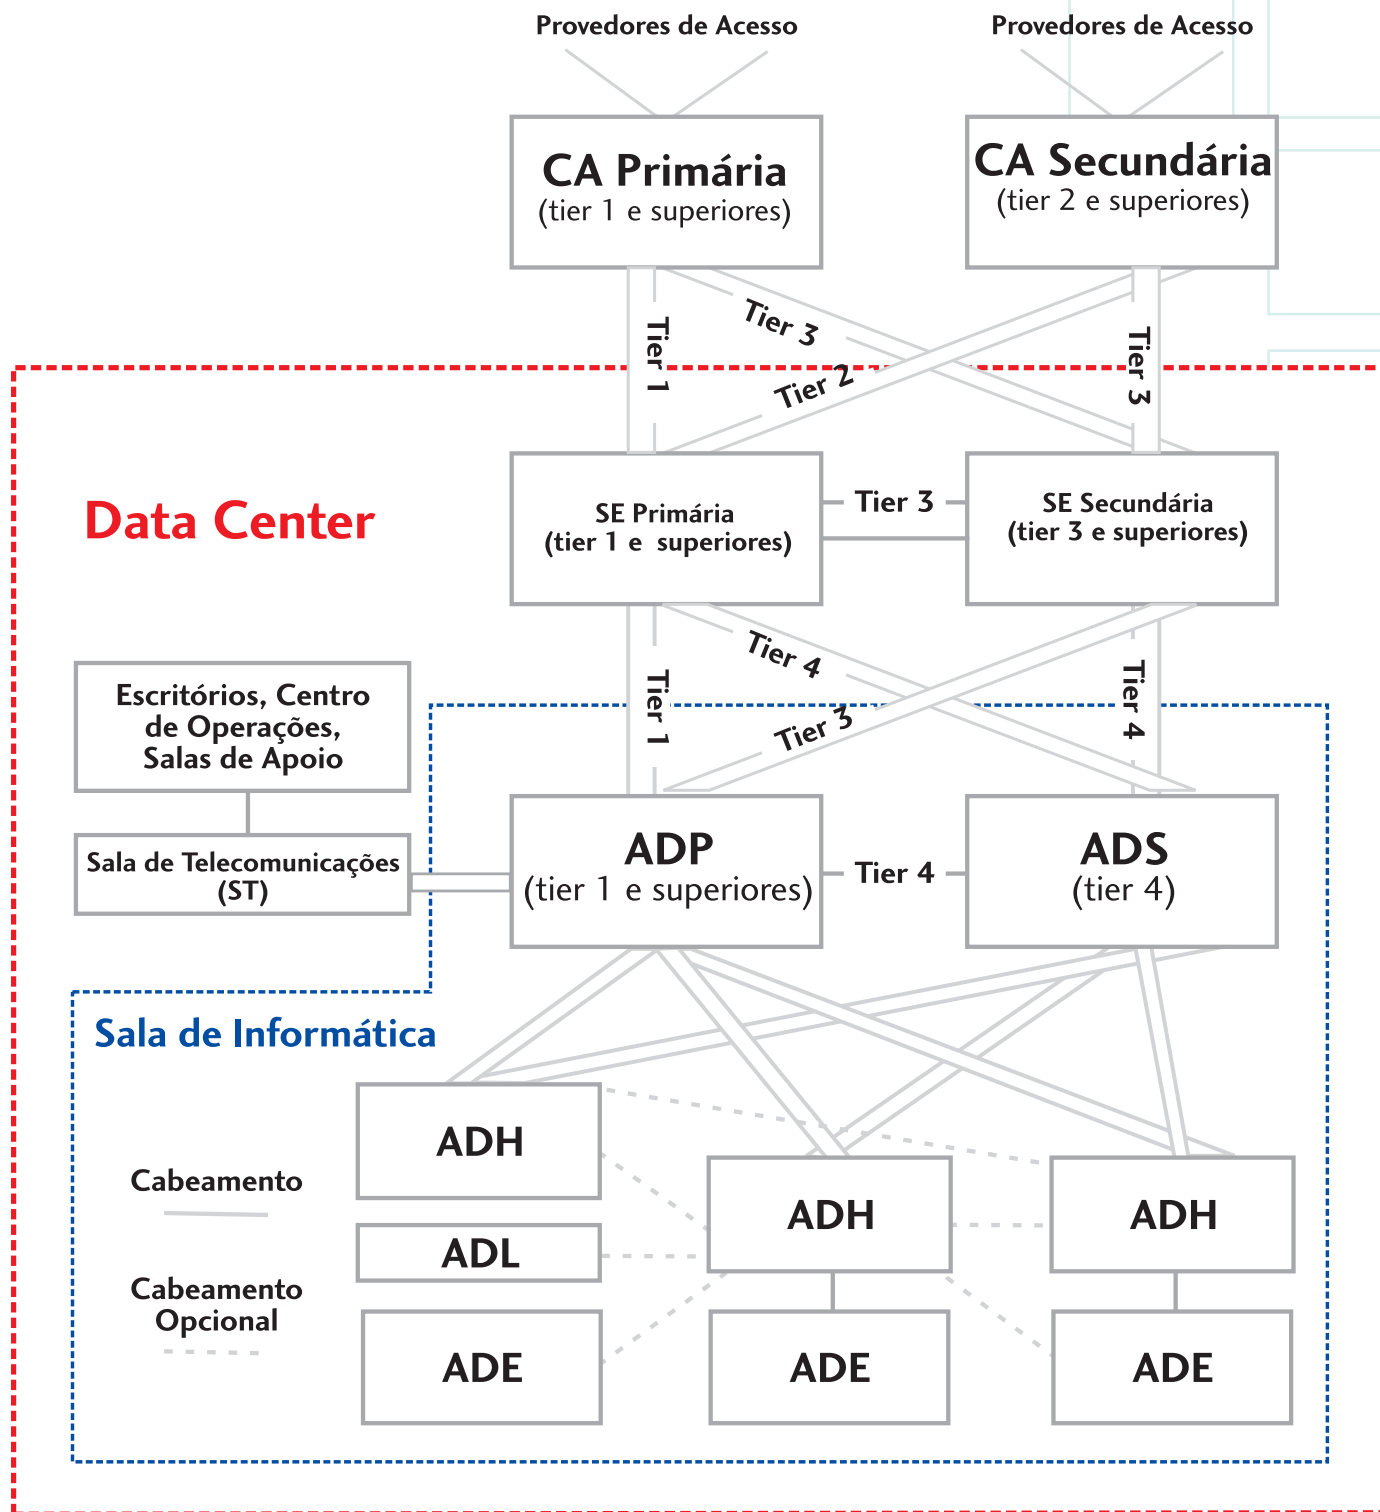 Provedores de Acesso
Provedores de Acesso
CA Primária
(tier 1 e superiores)
CA Secundária
(tier 2 e superiores)
Tier 1
Tier 3
Tier 2
Tier 3
Data Center
SE Primária
(tier 1 e superiores)
Tier 3
SE Secundária
(tier 3 e superiores)
Tier 1
Tier 4
Tier 3
Tier 4
Escritórios, Centro
de Operações,
Salas de Apoio
Sala de Telecomunicações
(ST)
ADP
(tier 1 e superiores)
Tier 4
ADS
(tier 4)
Sala de Informática
ADH
ADH
ADH
Cabeamento
ADL
Cabeamento
Opcional
ADE
ADE
ADE